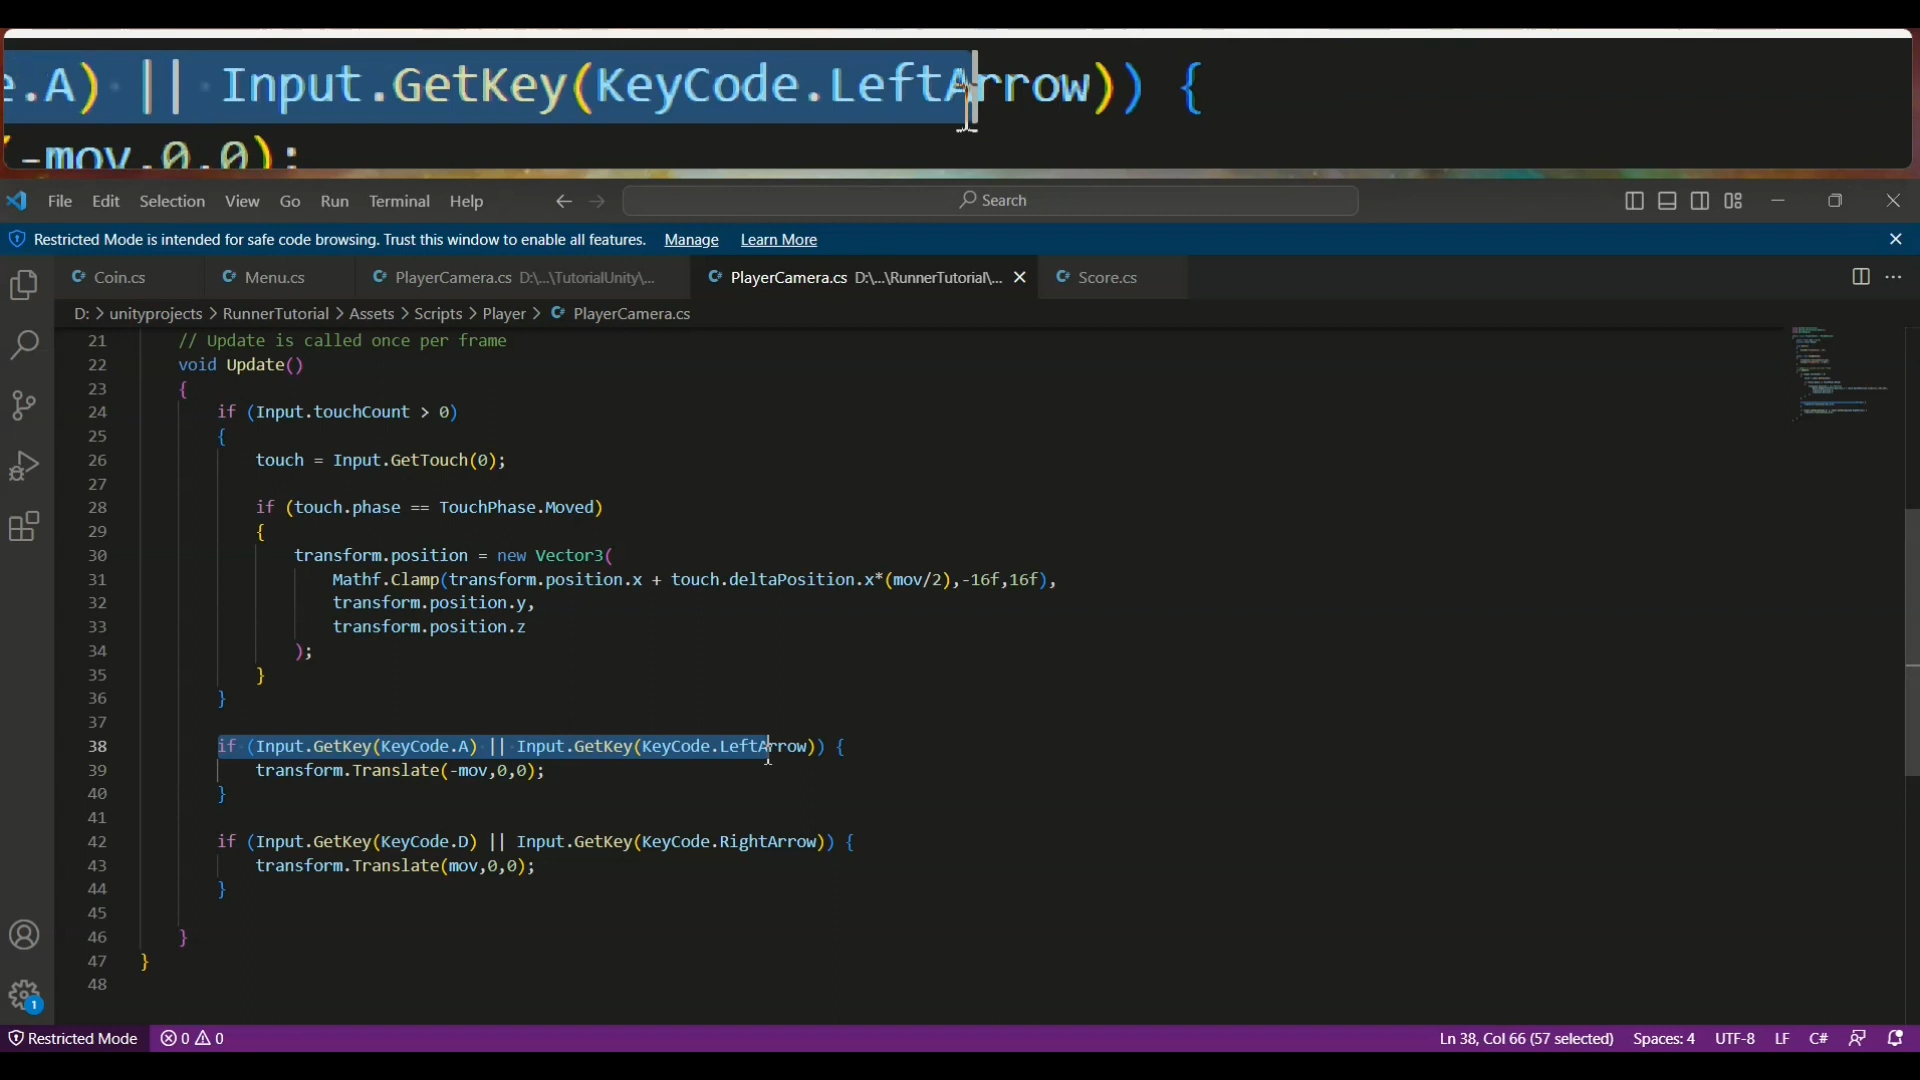 e.A) || Input.GetKey(KeyCode.LeftArrow)) {
(-mov,0,0);
File Edit Selection View Go Run Terminal Help Search
Restricted Mode is intended for safe code browsing. Trust this window to enable all features. Manage Learn More
Coin.cs Menu.cs PlayerCamera.cs D:\...\TutorialUnity\... PlayerCamera.cs D:\...\RunnerTutorial\... Score.cs
D: > unityprojects > RunnerTutorial > Assets > Scripts > Player > PlayerCamera.cs
21 // Update is called once per frame
22 void Update()
23 {
24 if (Input.touchCount > 0)
25 {
26 touch = Input.GetTouch(0);
27
28 if (touch.phase == TouchPhase.Moved)
29 {
30 transform.position = new Vector3(
31 Mathf.Clamp(transform.position.x + touch.deltaPosition.x*(mov/2),-16f,16f),
32 transform.position.y,
33 transform.position.z
34 );
35 }
36 }
37
38 if (Input.GetKey(KeyCode.A) || Input.GetKey(KeyCode.LeftArrow)) {
39 transform.Translate(-mov,0,0);
40 }
41
42 if (Input.GetKey(KeyCode.D) || Input.GetKey(KeyCode.RightArrow)) {
43 transform.Translate(mov,0,0);
44 }
45
46 }
47 }
48
1
Restricted Mode 0 0 Ln 38, Col 66 (57 selected) Spaces: 4 UTF-8 LF C#